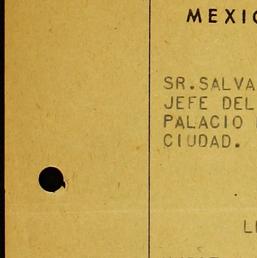 MEXIC
SR.SALVA
JEFE DEL
PALACIO
CIUDAD.
L